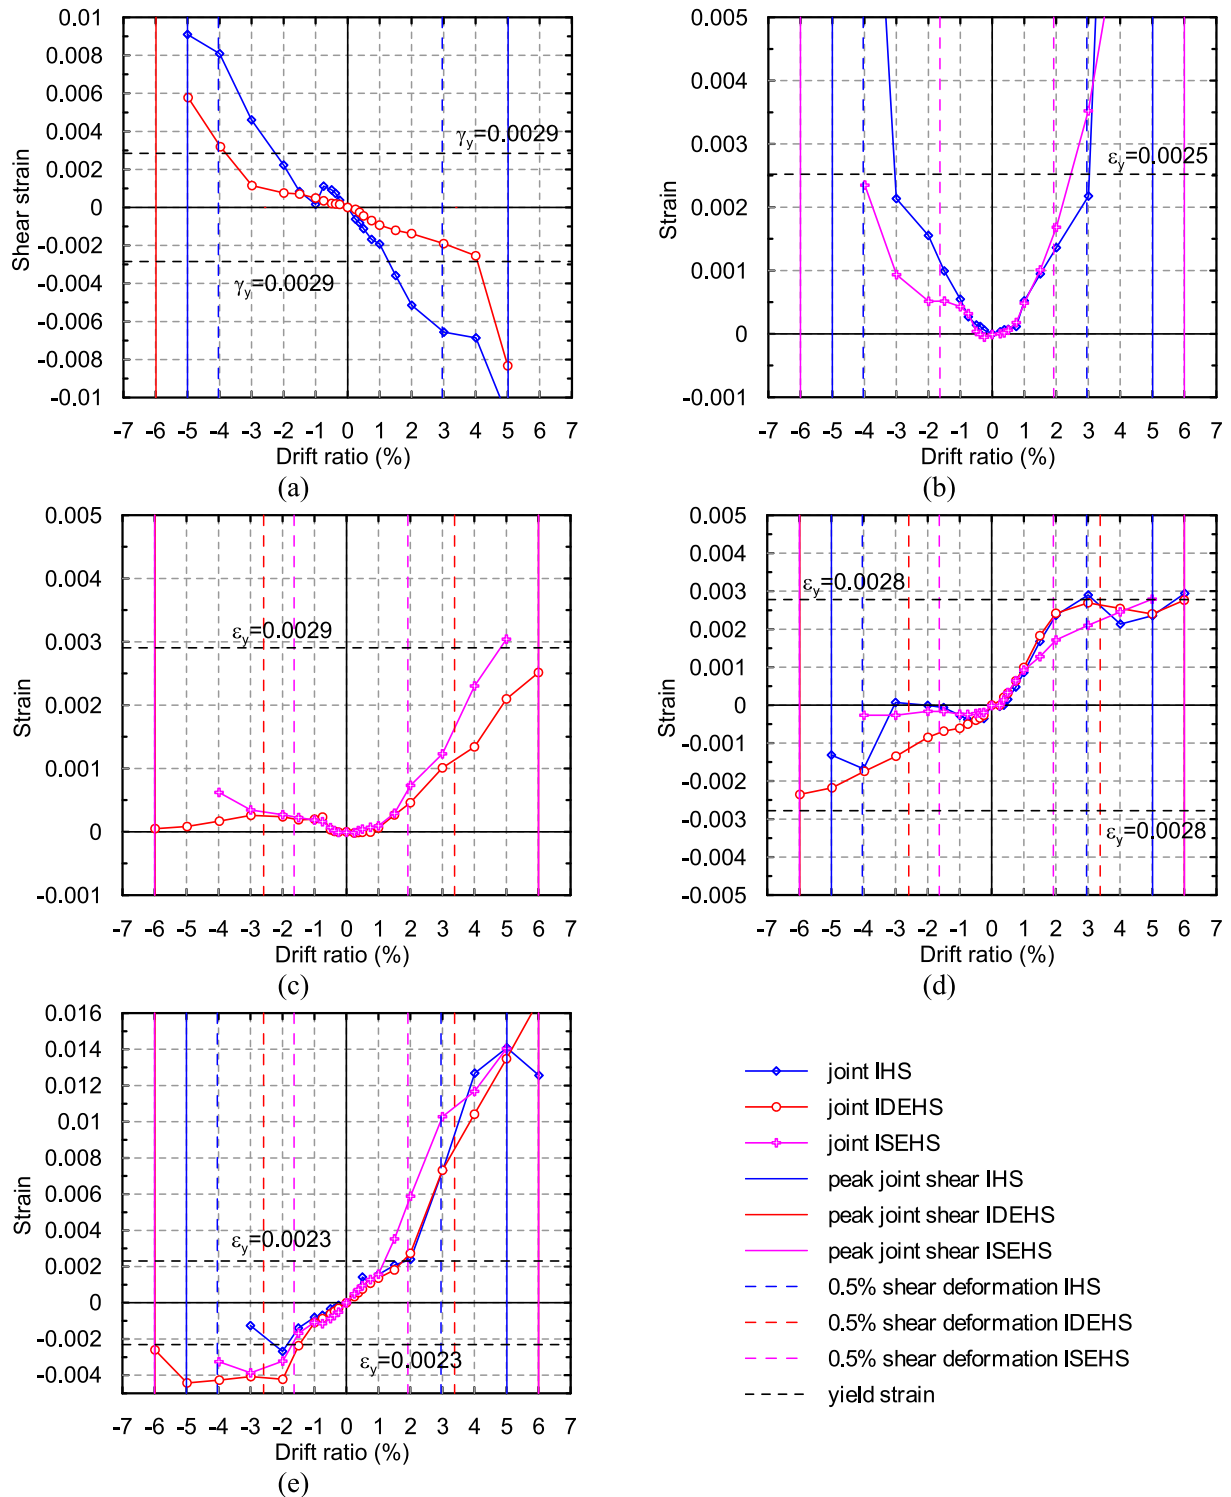 0.01
0.008
0.006
0.004
0.002
0
-0.002
-0.004
-0.006
-0.008
-0.01
Shear strain
γy=0.0029
γy=0.0029
-7 -6 -5 -4 -3 -2 -1 0 1 2 3 4 5 6 7
Drift ratio (%)
(a)
0.005
0.004
0.003
0.002
0.001
0
-0.001
Strain
εy=0.0025
-7 -6 -5 -4 -3 -2 -1 0 1 2 3 4 5 6 7
Drift ratio (%)
(b)
0.005
0.004
0.003
0.002
0.001
0
-0.001
Strain
εy=0.0029
-7 -6 -5 -4 -3 -2 -1 0 1 2 3 4 5 6 7
Drift ratio (%)
(c)
0.005
0.004
0.003
0.002
0.001
0
-0.001
-0.002
-0.003
-0.004
-0.005
Strain
εy=0.0028
εy=0.0028
-7 -6 -5 -4 -3 -2 -1 0 1 2 3 4 5 6 7
Drift ratio (%)
(d)
0.016
0.014
0.012
0.01
0.008
0.006
0.004
0.002
0
-0.002
-0.004
Strain
εy=0.0023
εy=0.0023
-7 -6 -5 -4 -3 -2 -1 0 1 2 3 4 5 6 7
Drift ratio (%)
(e)
joint IHS
joint IDEHS
joint ISEHS
peak joint shear IHS
peak joint shear IDEHS
peak joint shear ISEHS
0.5% shear deformation IHS
0.5% shear deformation IDEHS
0.5% shear deformation ISEHS
yield strain